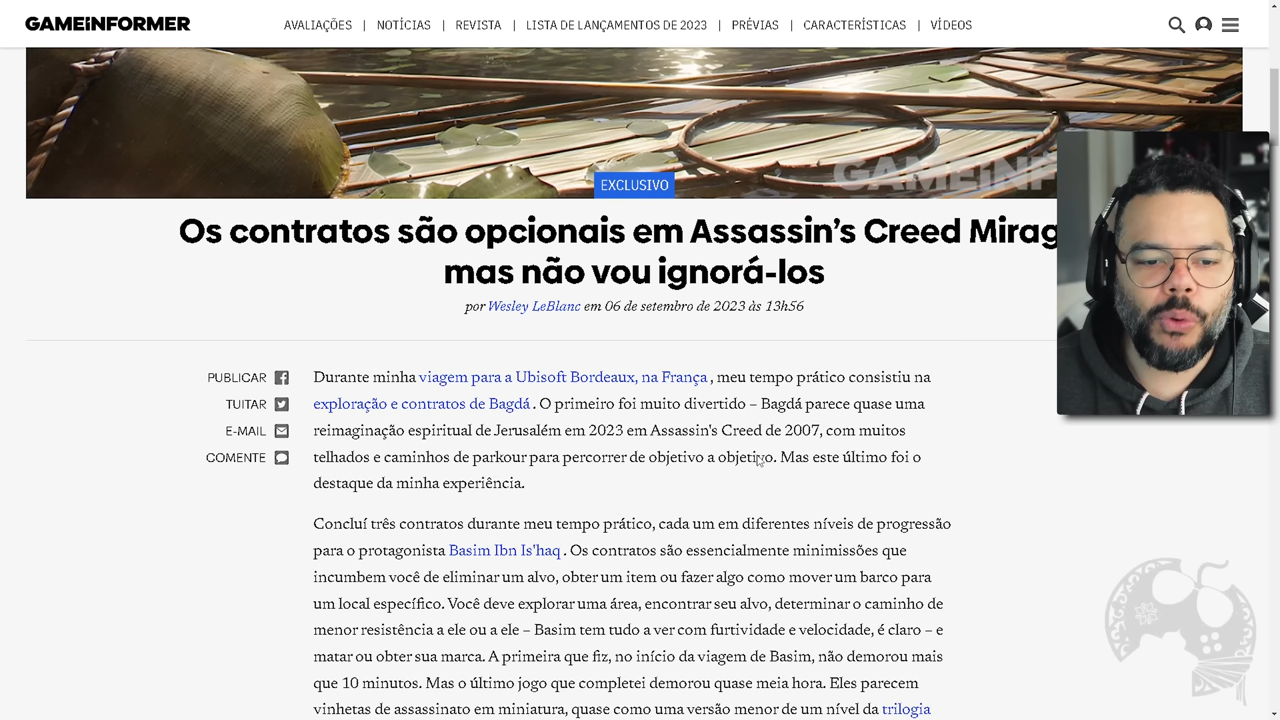 GAMEiNFORMER
AVALIAÇÕES | NOTÍCIAS | REVISTA | LISTA DE LANÇAMENTOS DE 2023 | PRÉVIAS | CARACTERÍSTICAS | VÍDEOS
GAMEiNF
EXCLUSIVO
Os contratos são opcionais em Assassin's Creed Mirag
mas não vou ignorá-los
por Wesley LeBlanc em 06 de setembro de 2023 às 13h56
PUBLICAR
TUITAR
E-MAIL
COMENTE
Durante minha viagem para a Ubisoft Bordeaux, na França , meu tempo prático consistiu na
exploração e contratos de Bagdá . O primeiro foi muito divertido – Bagdá parece quase uma
reimaginação espiritual de Jerusalém em 2023 em Assassin's Creed de 2007, com muitos
telhados e caminhos de parkour para percorrer de objetivo a objetivo. Mas este último foi o
destaque da minha experiência.
Concluí três contratos durante meu tempo prático, cada um em diferentes níveis de progressão
para o protagonista Basim Ibn Is'haq . Os contratos são essencialmente minimissões que
incumbem você de eliminar um alvo, obter um item ou fazer algo como mover um barco para
um local específico. Você deve explorar uma área, encontrar seu alvo, determinar o caminho de
menor resistência a ele ou a ele – Basim tem tudo a ver com furtividade e velocidade, é claro – e
matar ou obter sua marca. A primeira que fiz, no início da viagem de Basim, não demorou mais
que 10 minutos. Mas o último jogo que completei demorou quase meia hora. Eles parecem
vinhetas de assassinato em miniatura, quase como uma versão menor de um nível da trilogia